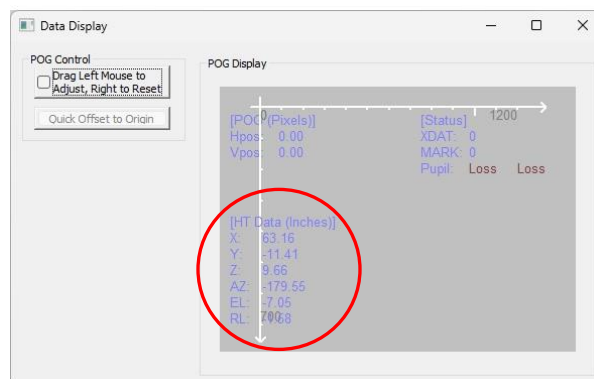 Data Display
POG Control
Drag Left Mouse to
Adjust, Right to Reset
Quick Offset to Origin
POG Display
0
1200
[POG (Pixels)]
Hpos: 0.00
Vpos: 0.00
[Status]
XDAT: 0
MARK: 0
Pupil: Loss Loss
[HT Data (Inches)]
X: 63.16
Y: -11.41
Z: 9.66
AZ: -179.55
EL: -7.05
RL:
700